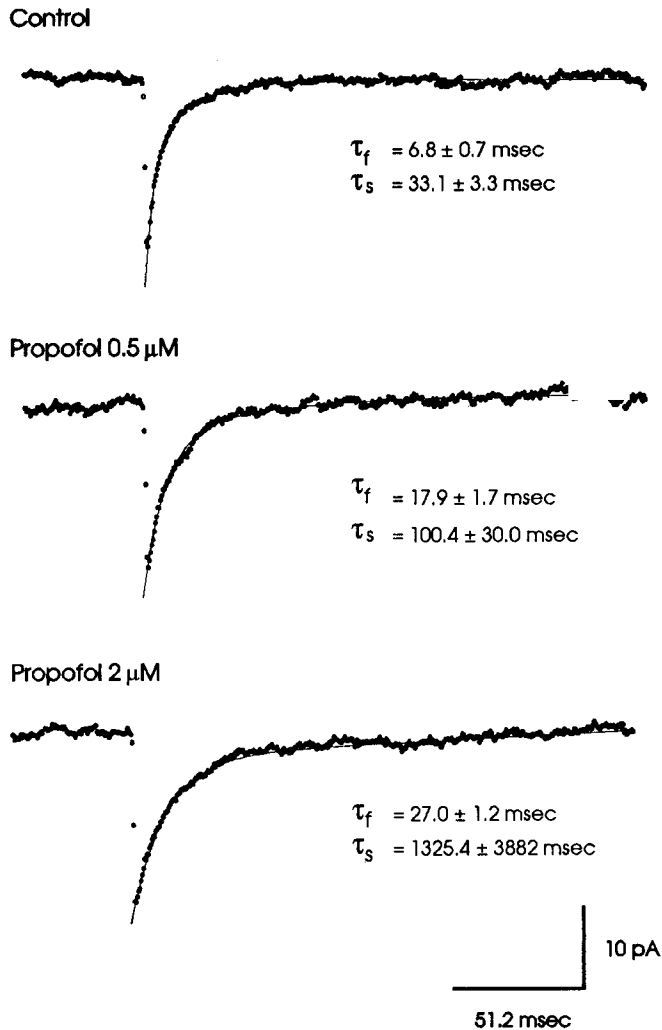 Control
τf = 6.8 ± 0.7 msec
τs = 33.1 ± 3.3 msec
Propofol 0.5 μM
τf = 17.9 ± 1.7 msec
τs = 100.4 ± 30.0 msec
Propofol 2 μM
τf = 27.0 ± 1.2 msec
τs = 1325.4 ± 3882 msec
10 pA
51.2 msec